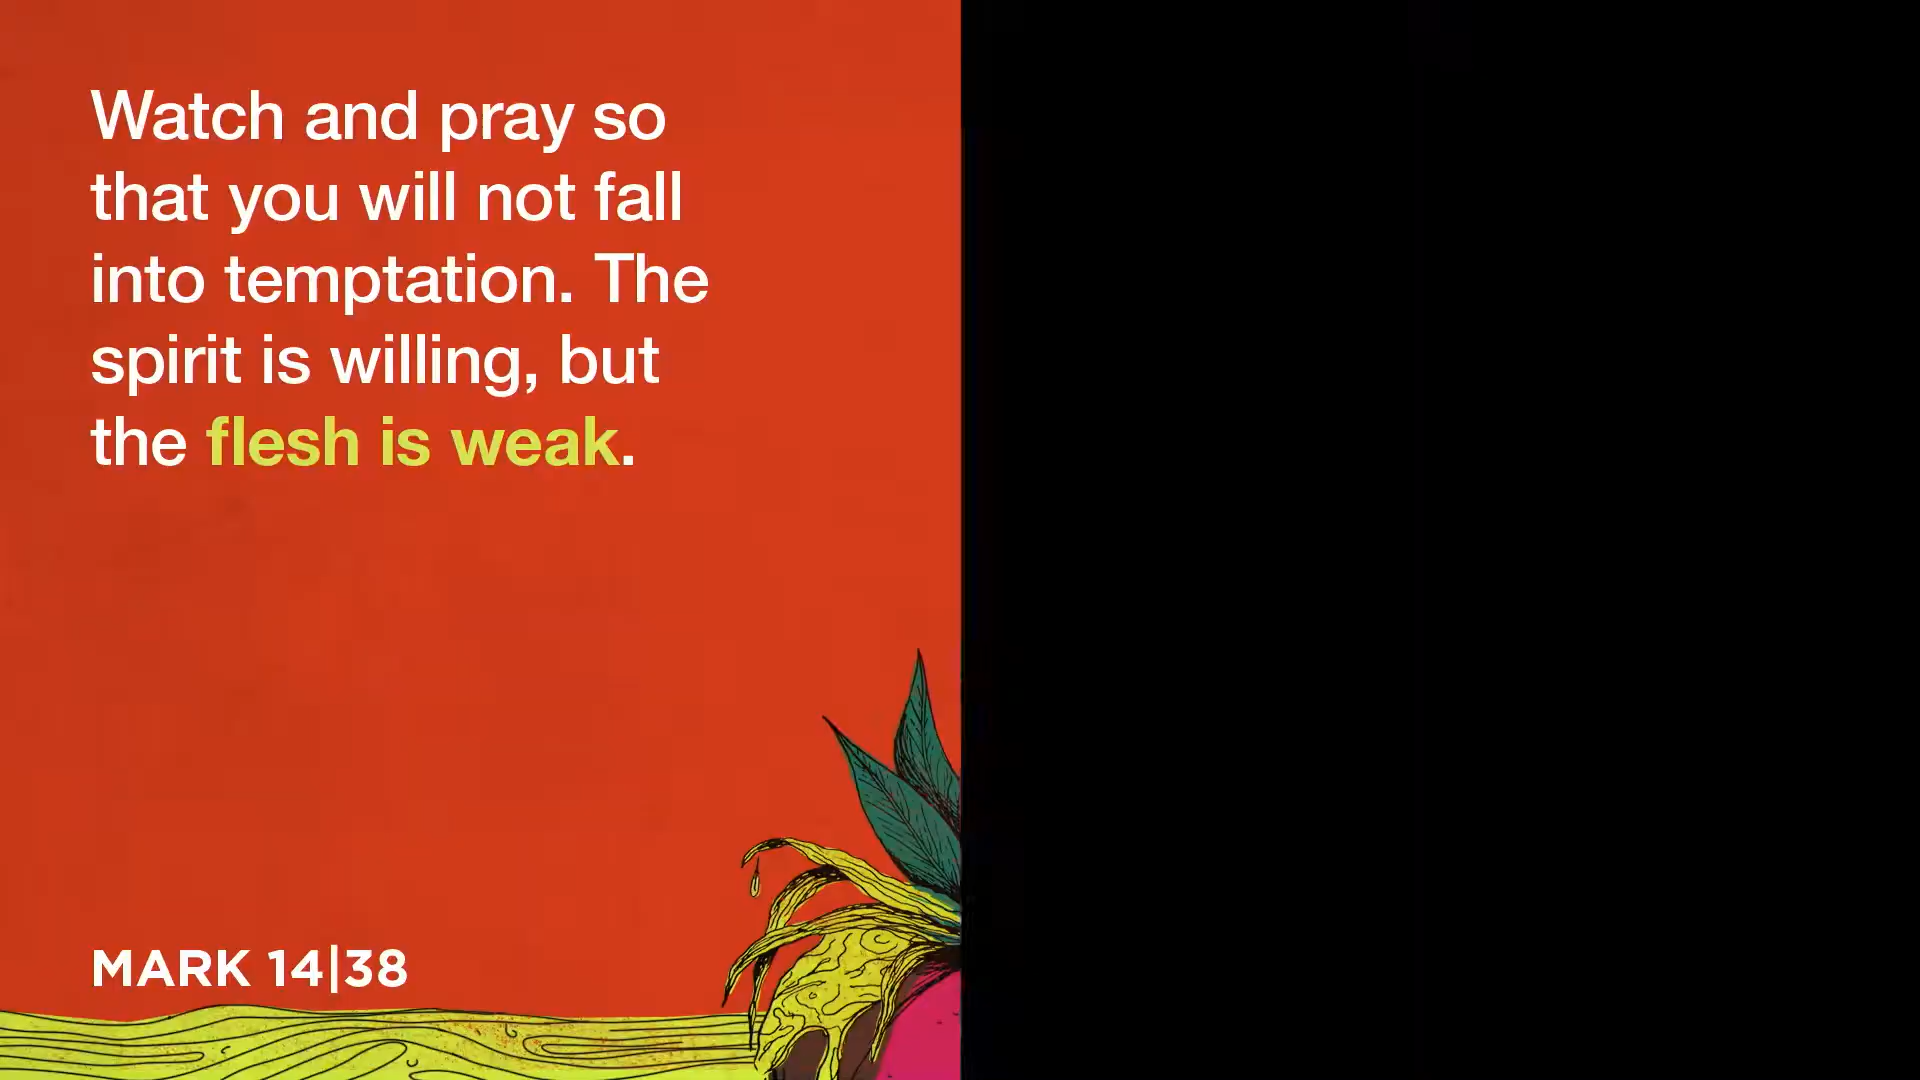 Watch and pray so
that you will not fall
into temptation. The
spirit is willing, but
the flesh is weak.
MARK 14|38